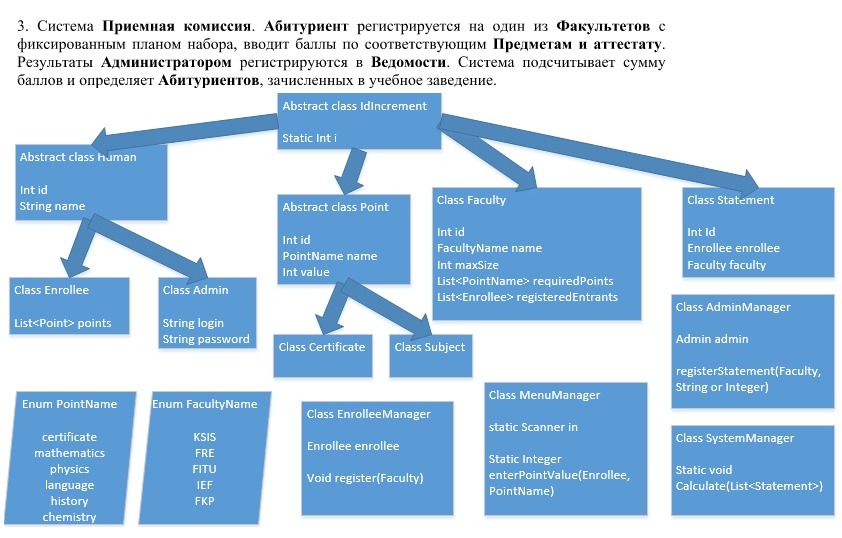 3. Система Приемная комиссия. Абитуриент регистрируется на один из Факультетов с
фиксированным планом набора, вводит баллы по соответствующим Предметам и аттестату.
Результаты Администратором регистрируются в Ведомости. Система подсчитывает сумму
баллов и определяет Абитуриентов, зачисленных в учебное заведение.
Abstract class IdIncrement
Static Int i
Abstract class Human
Int id
String name
Abstract class Point
Int id
PointName name
Int value
Class Faculty
Int id
FacultyName name
Int maxSize
List<PointName> requiredPoints
List<Enrollee> registeredEntrants
Class Statement
Int Id
Enrollee enrollee
Faculty faculty
Class Enrollee
List<Point> points
Class Admin
String login
String password
Class Certificate
Class Subject
Class AdminManager
Admin admin
registerStatement(Faculty,
String or Integer)
Enum PointName
certificate
mathematics
physics
language
history
chemistry
Enum FacultyName
KSIS
FRE
FITU
IEF
FKP
Class EnrolleeManager
Enrollee enrollee
Void register(Faculty)
Class MenuManager
static Scanner in
Static Integer
enterPointValue(Enrollee,
PointName)
Class SystemManager
Static void
Calculate(List<Statement>)